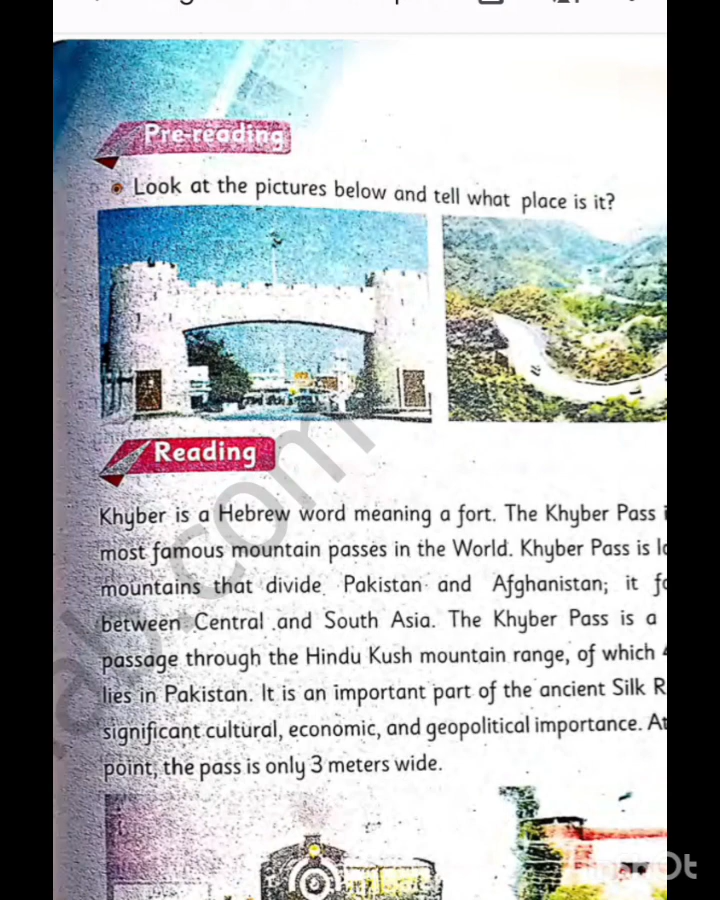 Pre-reading
Look at the pictures below and tell what place is it?
Reading
Khyber is a Hebrew word meaning a fort. The Khyber Pass
most famous mountain passes in the World. Khyber Pass is
mountains that divide Pakistan and Afghanistan; it
between Central and South Asia. The Khyber Pass is a
passage through the Hindu Kush mountain range, of which
lies in Pakistan. It is an important part of the ancient Silk R
significant cultural, economic, and geopolitical importance. At
point, the pass is only 3 meters wide.